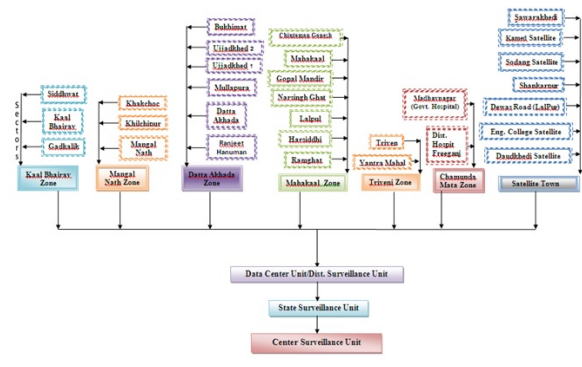 Sectors
Siddhwat
Kaal
Bhairav
Gadkalik
Kaal Bhairav
Zone
Khakchoc
Khilchipur
Mangal
Nath
Mangal
Nath Zone
Bukhimat
Ujjadkhed 2
Ujjadkhed 1
Mullapura
Datta
Akhada
Ranjeet
Hanuman
Datta Akhada
Zone
Chintaman Ganesh
Mahakaal
Gopal Mandir
Narsingh Ghat
Lalpul
Harsiddhi
Ramghat
Mahakaal Zone
Triven
Yantra Mahal
Triveni Zone
Madhavnagar
(Govt. Hospital)
Dist.
Hospit
Freeganj
Chamunda
Mata Zone
Sawarakhedi
Kamed Satellite
Sodang Satellite
Shankarpur
Dawas Road (LalPur)
Eng. College Satellite
Daudkhedi Satellite
Satellite Town
Data Center Unit/Dist. Surveillance Unit
State Surveillance Unit
Center Surveillance Unit